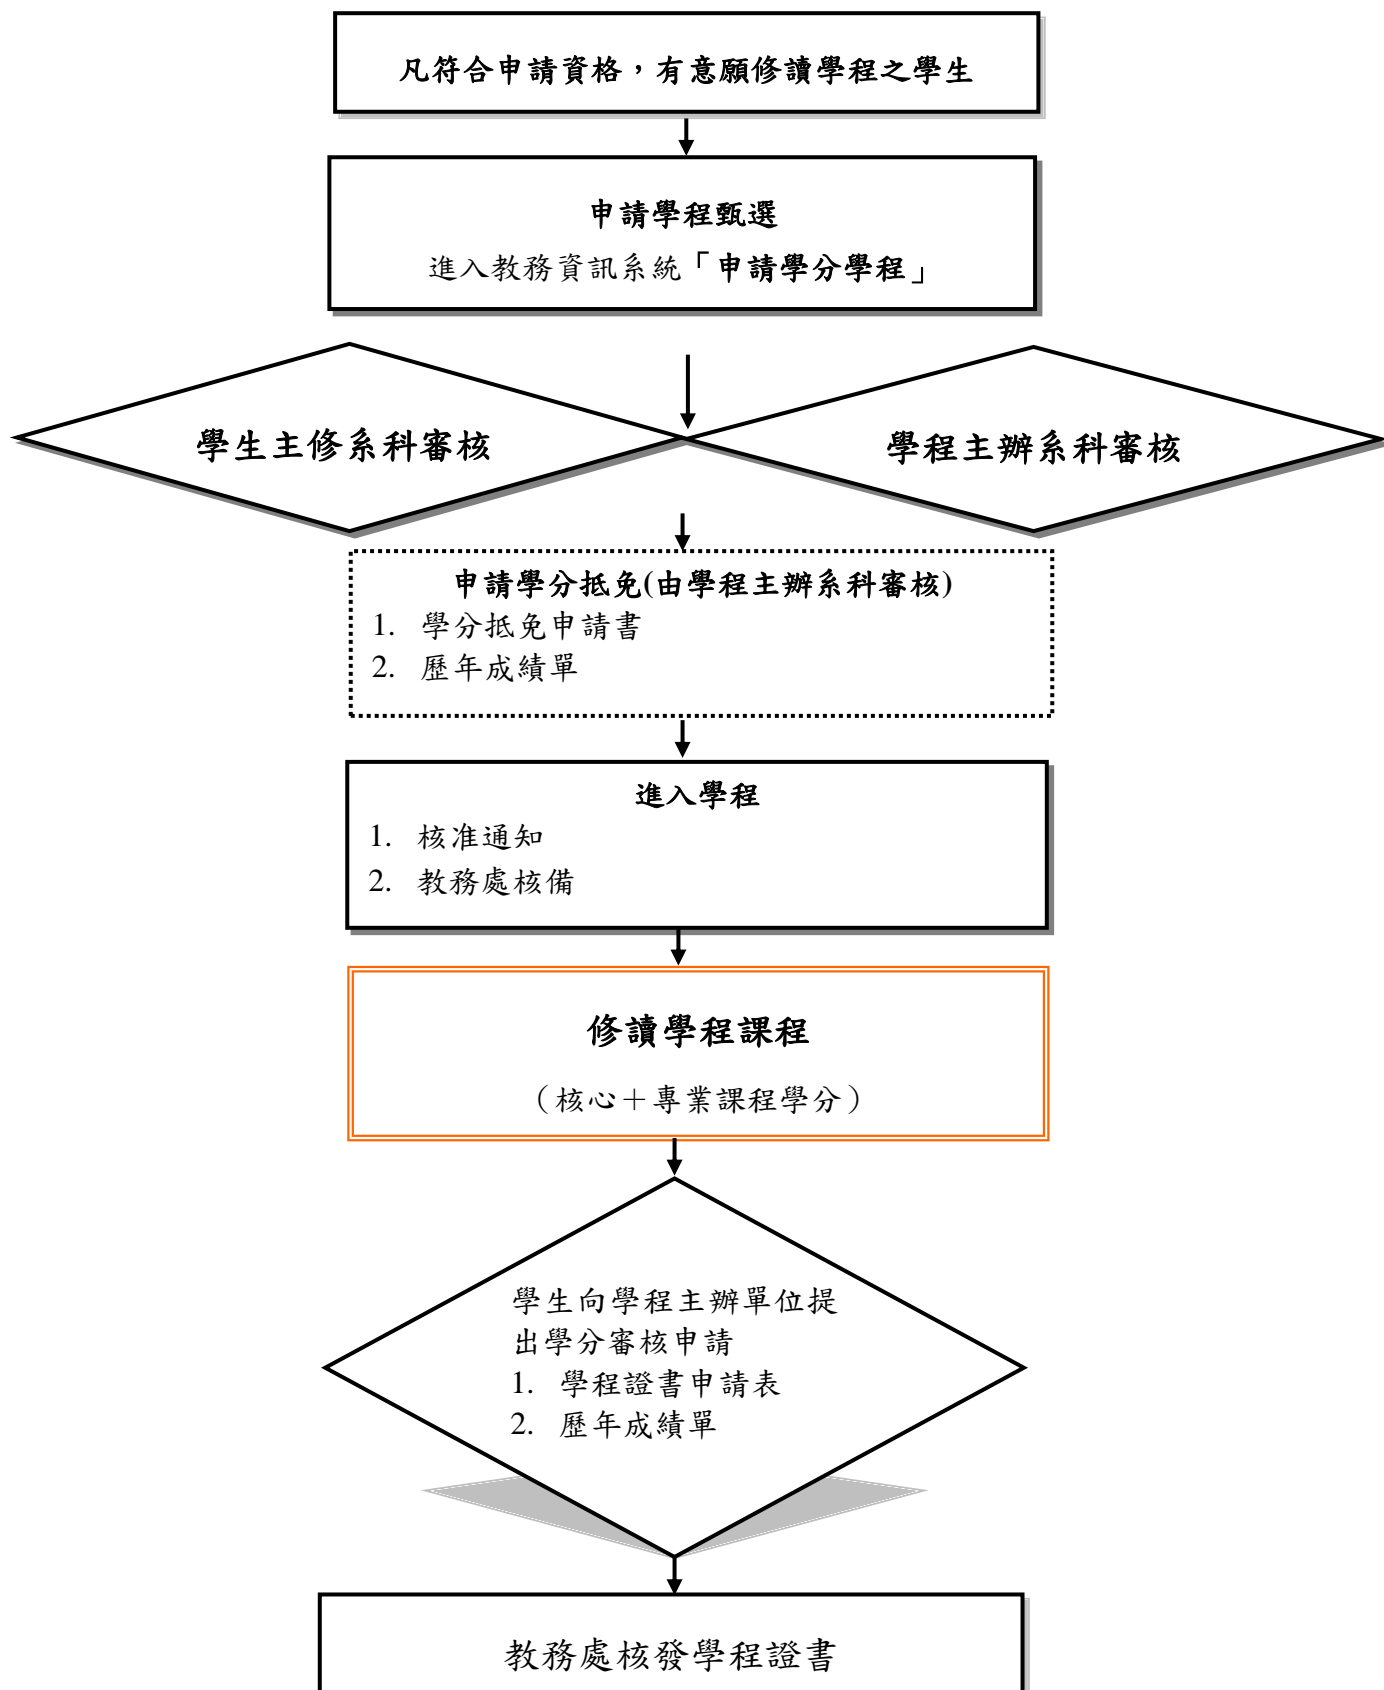 凡符合申請資格，有意願修讀學程之學生
申請學程甄選
進入教務資訊系統「申請學分學程」
學生主修系科審核
學程主辦系科審核
申請學分抵免(由學程主辦系科審核)
1. 學分抵免申請書
2. 歷年成績單
進入學程
1. 核准通知
2. 教務處核備
修讀學程課程
（核心＋專業課程學分）
學生向學程主辦單位提
出學分審核申請
1. 學程證書申請表
2. 歷年成績單
教務處核發學程證書